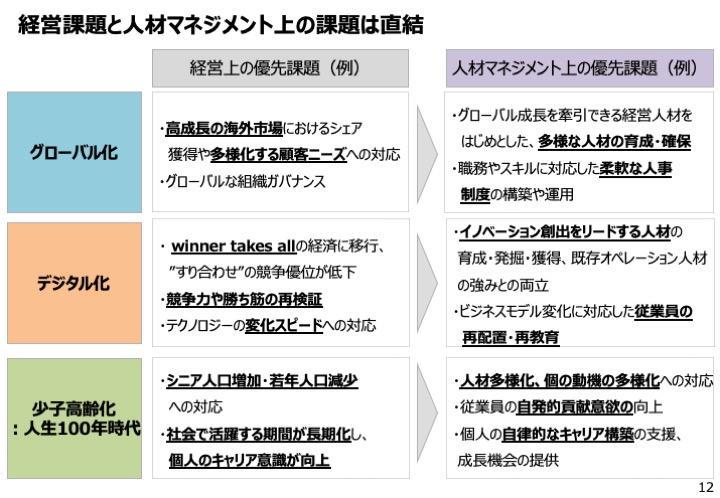 経営課題と人材マネジメント上の課題は直結
経営上の優先課題（例）
人材マネジメント上の優先課題（例）
グローバル化
・高成長の海外市場におけるシェア
獲得や多様化する顧客ニーズへの対応
・グローバルな組織ガバナンス
・グローバル成長を牽引できる経営人材を
はじめとした、多様な人材の育成・確保
・職務やスキルに対応した柔軟な人事
制度の構築や運用
デジタル化
・ winner takes allの経済に移行、
”すり合わせ”の競争優位が低下
・競争力や勝ち筋の再検証
・テクノロジーの変化スピードへの対応
・イノベーション創出をリードする人材の
育成・発掘・獲得、既存オペレーション人材
の強みとの両立
・ビジネスモデル変化に対応した従業員の
再配置・再教育
少子高齢化
：人生100年時代
・シニア人口増加・若年人口減少
への対応
・社会で活躍する期間が長期化し、
個人のキャリア意識が向上
・人材多様化、個の動機の多様化への対応
・従業員の自発的貢献意欲の向上
・個人の自律的なキャリア構築の支援、
成長機会の提供
12